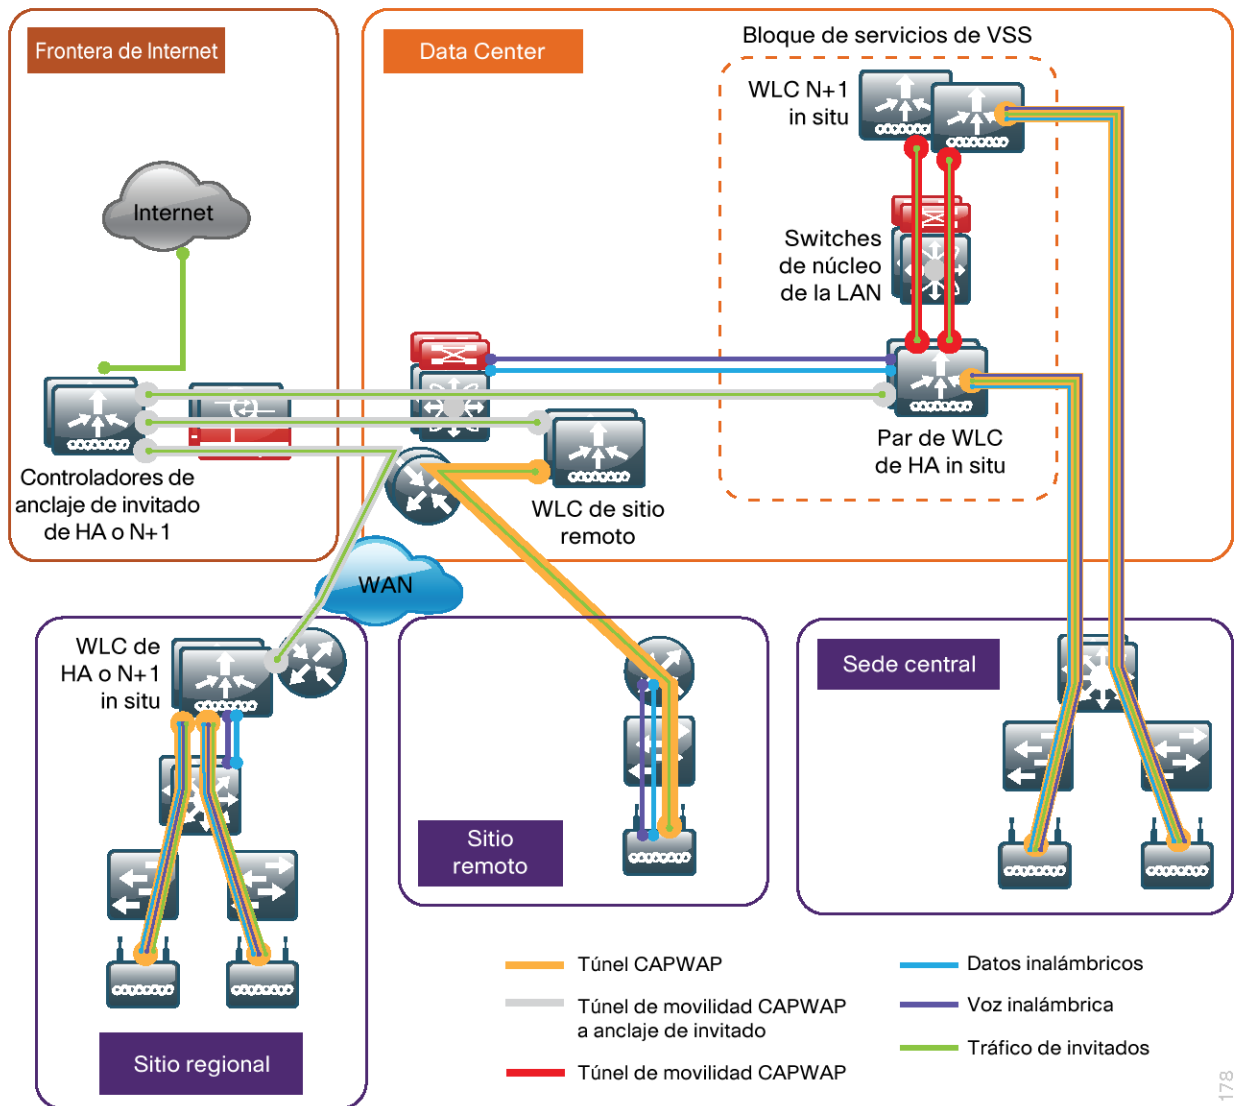 Frontera de Internet
Data Center
Bloque de servicios de VSS
WLC N+1
in situ
Internet
Switches
de núcleo
de la LAN
Controladores de
anclaje de invitado
de HA o N+1
WLC de sitio
remoto
Par de WLC
de HA in situ
WAN
WLC de
HA o N+1
in situ
Sede central
Sitio
remoto
Sitio regional
Túnel CAPWAP
Túnel de movilidad CAPWAP
a anclaje de invitado
Túnel de movilidad CAPWAP
Datos inalámbricos
Voz inalámbrica
Tráfico de invitados
178